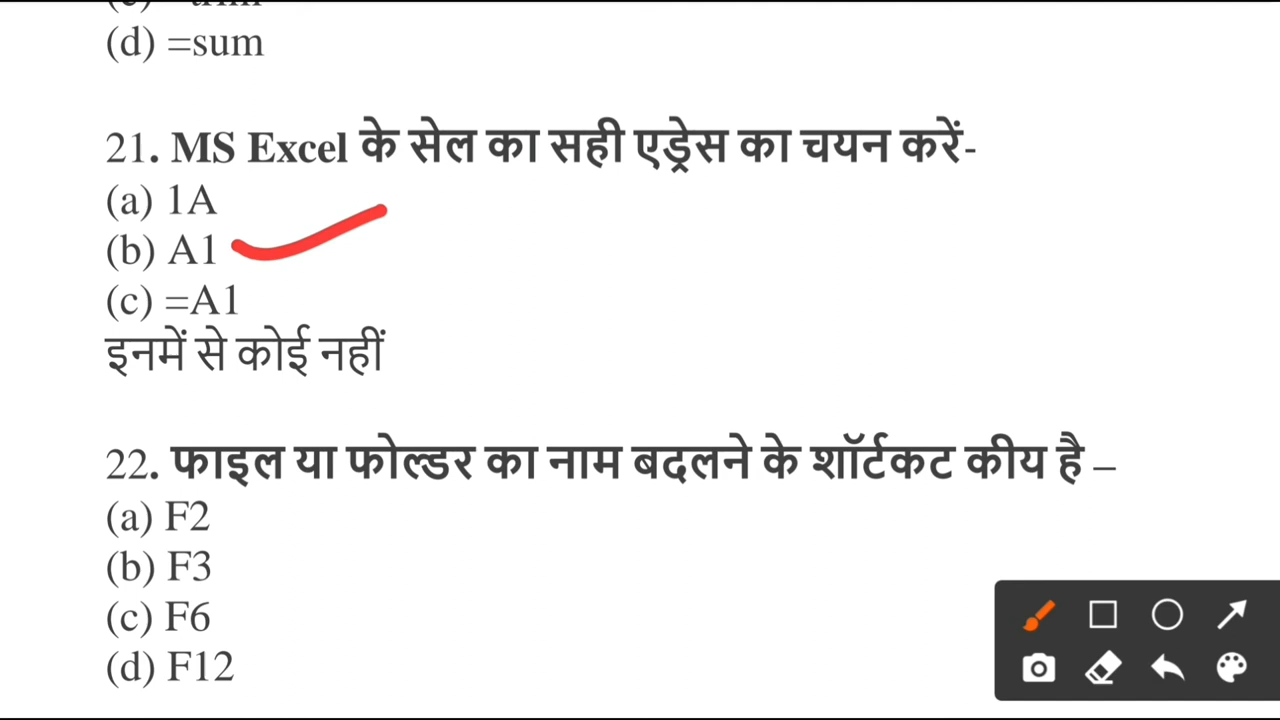 (d) =sum
21. MS Excel के सेल का सही एड्रेस का चयन करें-
(a) 1A
(b) A1
(c) =A1
इनमें से कोई नहीं
22. फाइल या फोल्डर का नाम बदलने के शॉर्टकट कीय है –
(a) F2
(b) F3
(c) F6
(d) F12